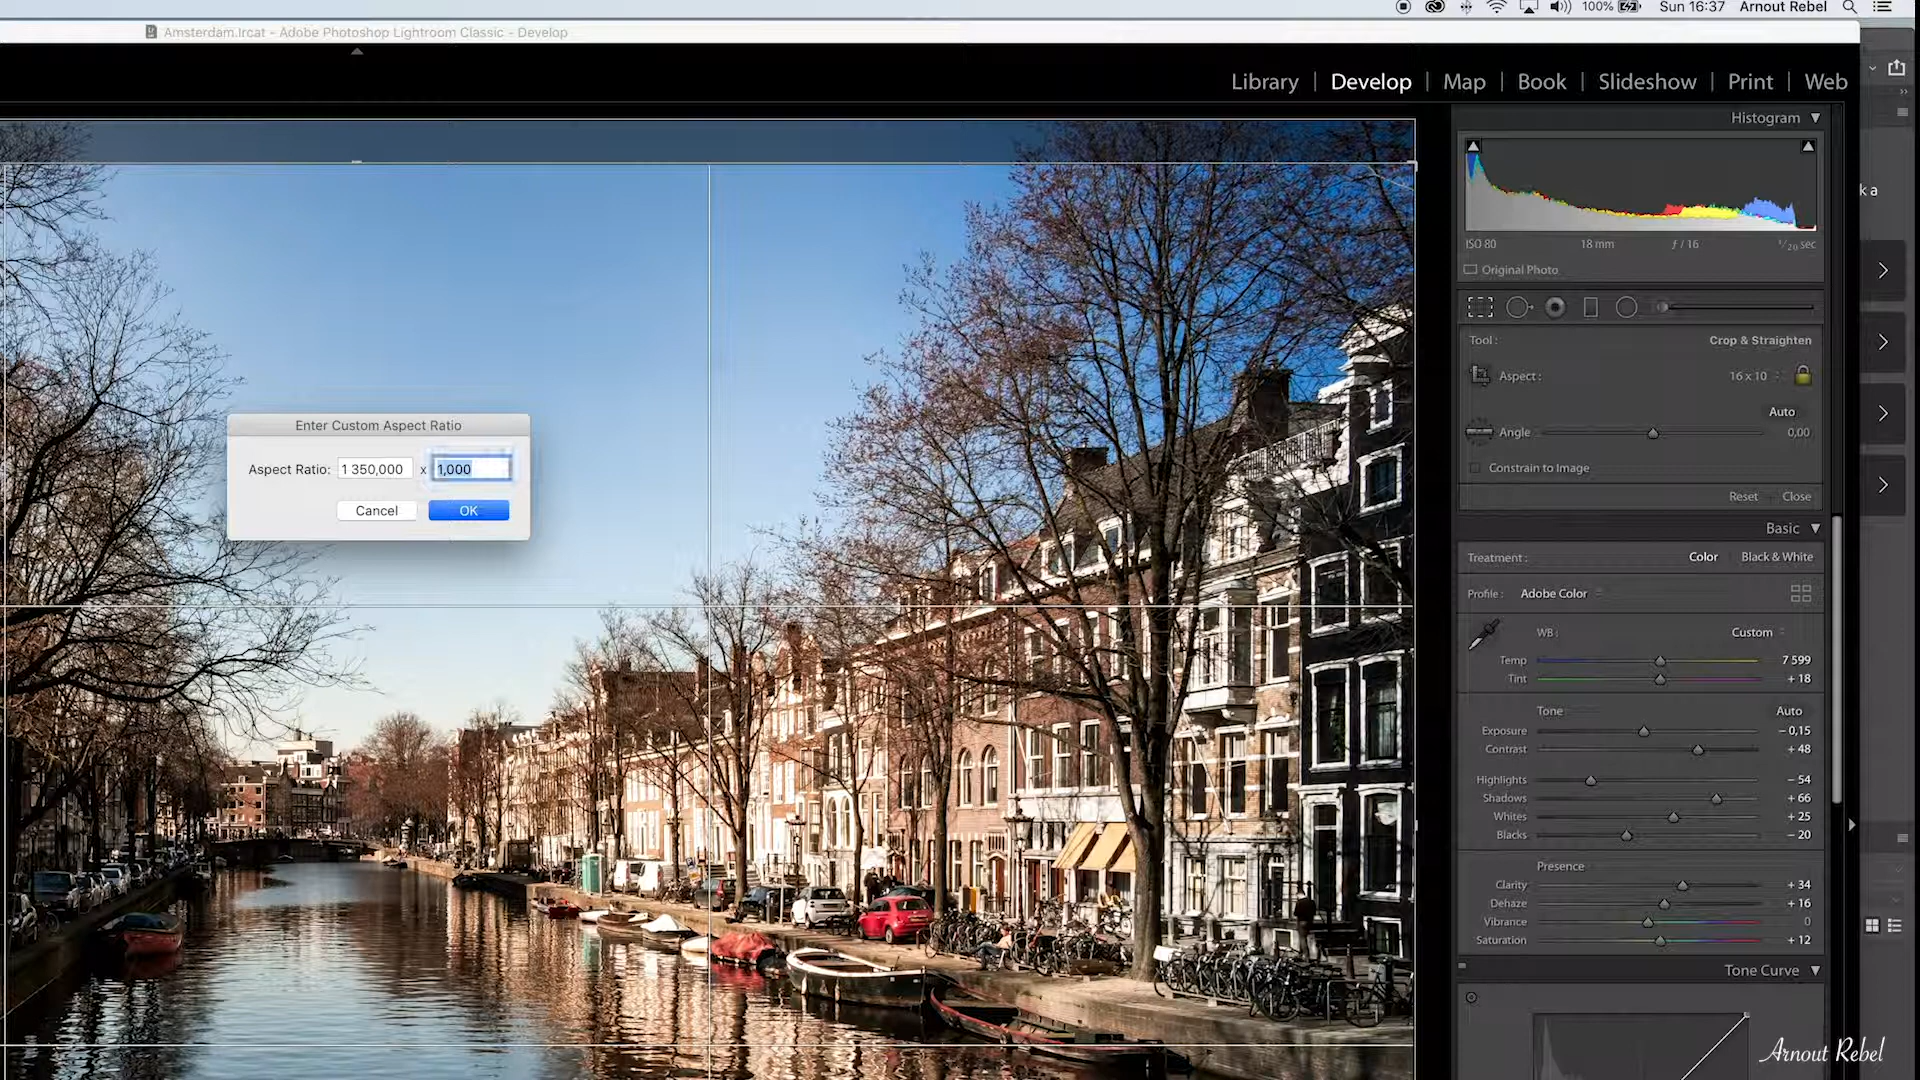 100% Sun 16:37 Arnout Rebel
Amsterdam.lrcat - Adobe Photoshop Lightroom Classic - Develop
Library | Develop | Map | Book | Slideshow | Print | Web
Histogram
ISO 80 18 mm ƒ / 16 1/20 sec
Original Photo
k a
Tool : Crop & Straighten
Aspect : 16 x 10
Auto
Angle 0,00
Constrain to Image
Reset Close
Enter Custom Aspect Ratio
Aspect Ratio: 1 350,000 x 1,000
Cancel OK
Basic
Treatment : Color Black & White
Profile : Adobe Color
WB : Custom
Temp 7 599
Tint + 18
Tone Auto
Exposure − 0,15
Contrast + 48
Highlights − 54
Shadows + 66
Whites + 25
Blacks − 20
Presence
Clarity + 34
Dehaze + 16
Vibrance 0
Saturation + 12
Tone Curve
Arnout Rebel